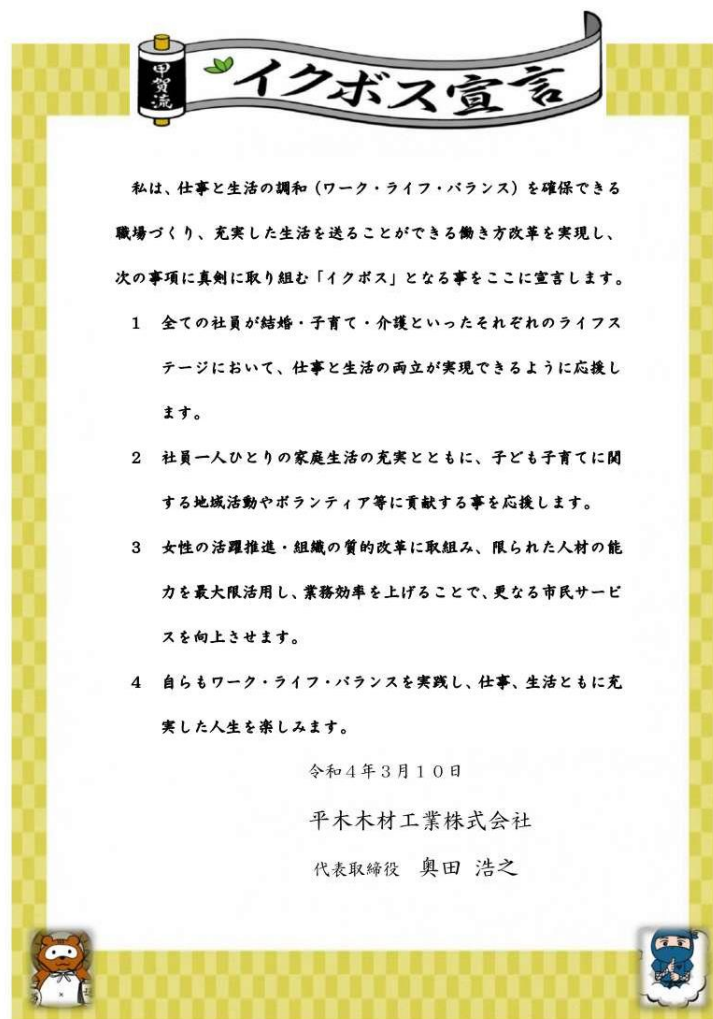 甲賀流
イクボス宣言
私は、仕事と生活の調和（ワーク・ライフ・バランス）を確保できる
職場づくり、充実した生活を送ることができる働き方改革を実現し、
次の事項に真剣に取り組む「イクボス」となる事をここに宣言します。
1 全ての社員が結婚・子育て・介護といったそれぞれのライフス
テージにおいて、仕事と生活の両立が実現できるように応援し
ます。
2 社員一人ひとりの家庭生活の充実とともに、子ども子育てに関
する地域活動やボランティア等に貢献する事を応援します。
3 女性の活躍推進・組織の質的改革に取組み、限られた人材の能
力を最大限活用し、業務効率を上げることで、更なる市民サービ
スを向上させます。
4 自らもワーク・ライフ・バランスを実践し、仕事、生活ともに充
実した人生を楽しみます。
令和４年３月１０日
平木木材工業株式会社
代表取締役 奥田 浩之